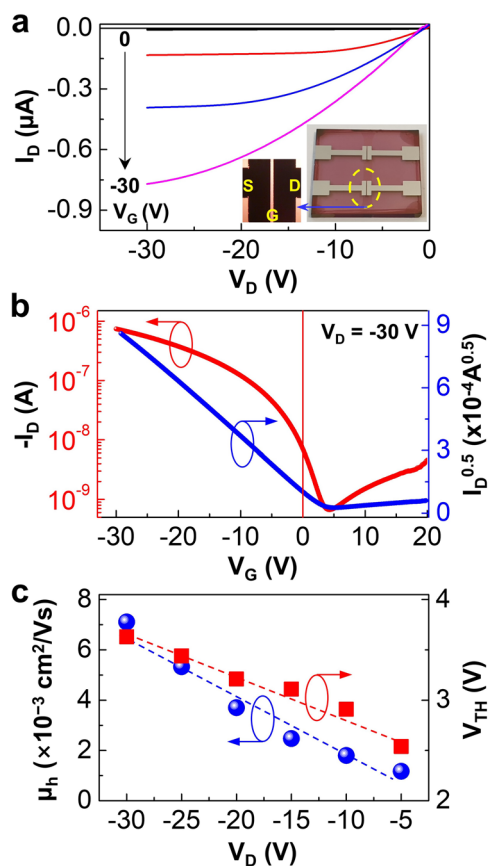 a
0.0
-0.3
-0.6
-0.9
I_D (µA)
0
-30
V_G (V)
S D
G
-30 -20 -10 0
V_D (V)
b
10^-6
10^-7
10^-8
10^-9
-I_D (A)
V_D = -30 V
9
6
3
0
I_D^0.5 (x10^-4A^0.5)
-30 -20 -10 0 10 20
V_G (V)
c
8
6
4
2
0
µ_h (×10^−3 cm^2/Vs)
4
3
2
V_TH (V)
-30 -25 -20 -15 -10 -5
V_D (V)